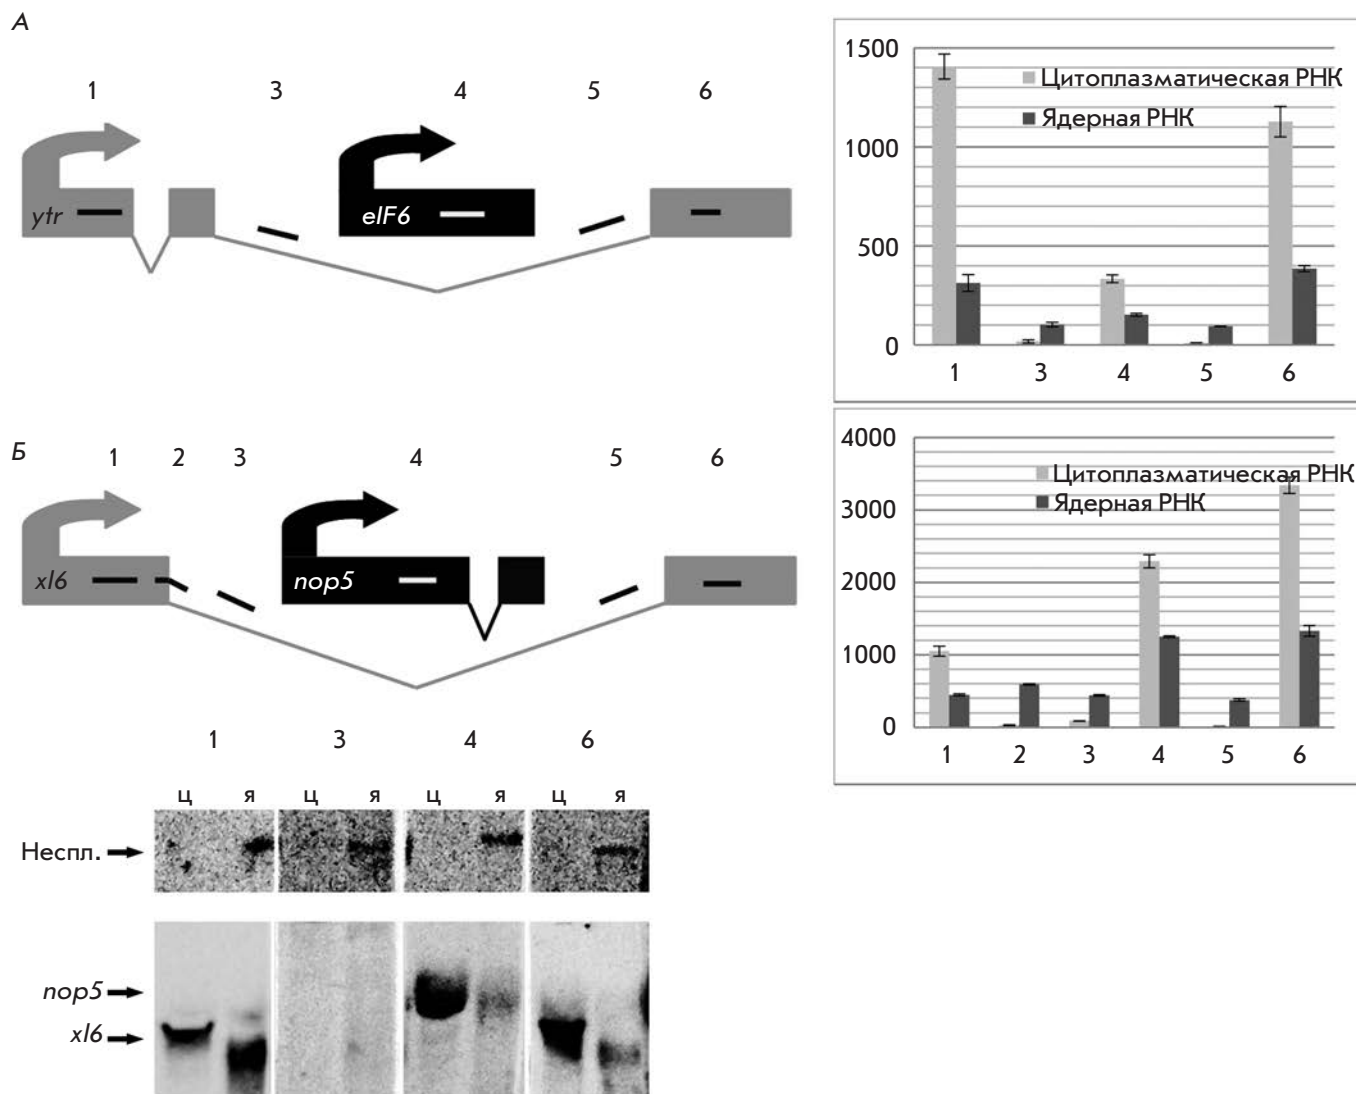 А
1 3 4 5 6
ytr eIF6
1500
1000
500
0
Цитоплазматическая РНК
Ядерная РНК
1 3 4 5 6
Б
1 2 3 4 5 6
xl6 nop5
4000
3000
2000
1000
0
Цитоплазматическая РНК
Ядерная РНК
1 2 3 4 5 6
1 3 4 6
ц я ц я ц я ц я
Неспл.
nop5
xl6